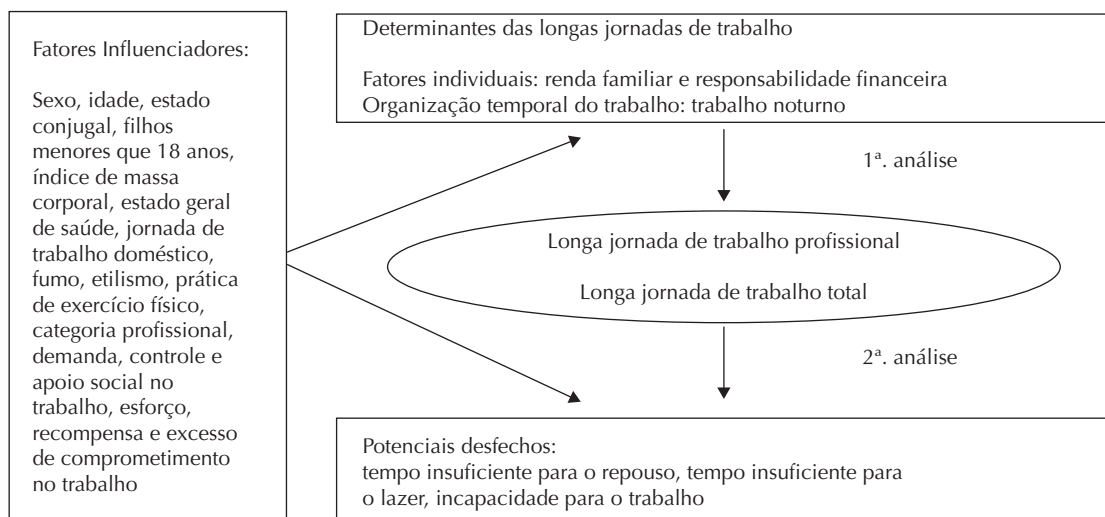 Fatores Influenciadores:
Sexo, idade, estado
conjugal, filhos
menores que 18 anos,
índice de massa
corporal, estado geral
de saúde, jornada de
trabalho doméstico,
fumo, etilismo, prática
de exercício físico,
categoria profissional,
demanda, controle e
apoio social no
trabalho, esforço,
recompensa e excesso
de comprometimento
no trabalho
Determinantes das longas jornadas de trabalho
Fatores individuais: renda familiar e responsabilidade financeira
Organização temporal do trabalho: trabalho noturno
1ª. análise
Longa jornada de trabalho profissional
Longa jornada de trabalho total
2ª. análise
Potenciais desfechos:
tempo insuficiente para o repouso, tempo insuficiente para
o lazer, incapacidade para o trabalho